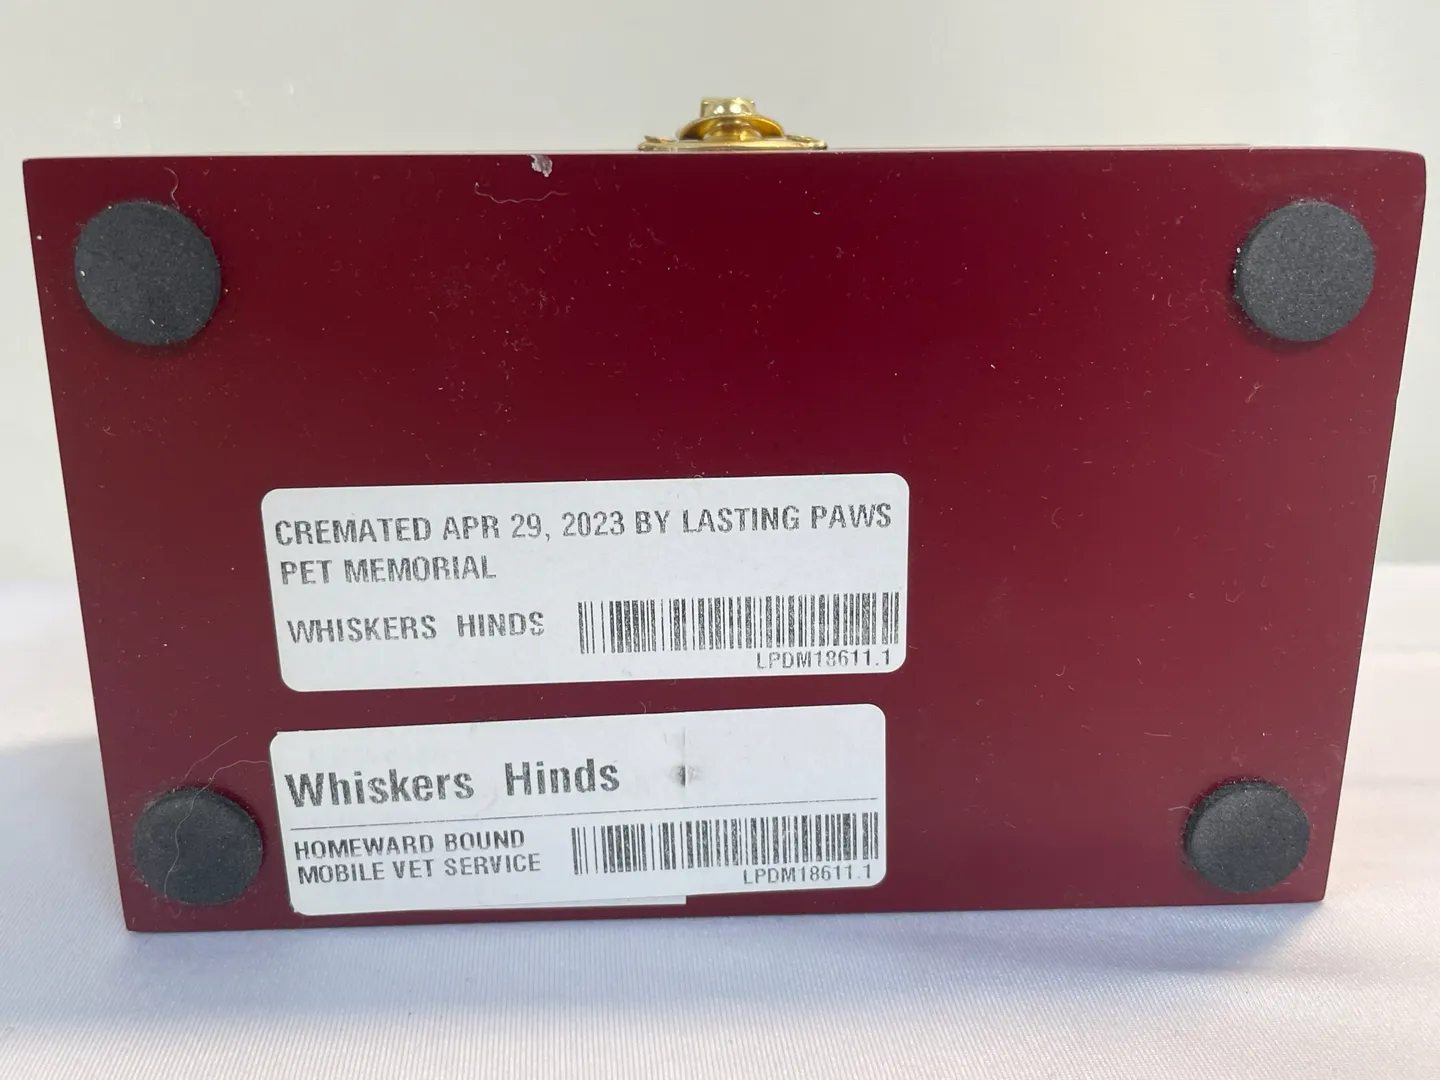 CREMATED APR 29, 2023 BY LASTING PAWS
PET MEMORIAL
WHISKERS HINDS
LPDM18611.1
Whiskers Hinds
HOMEWARD BOUND
MOBILE VET SERVICE
LPDM18611.1